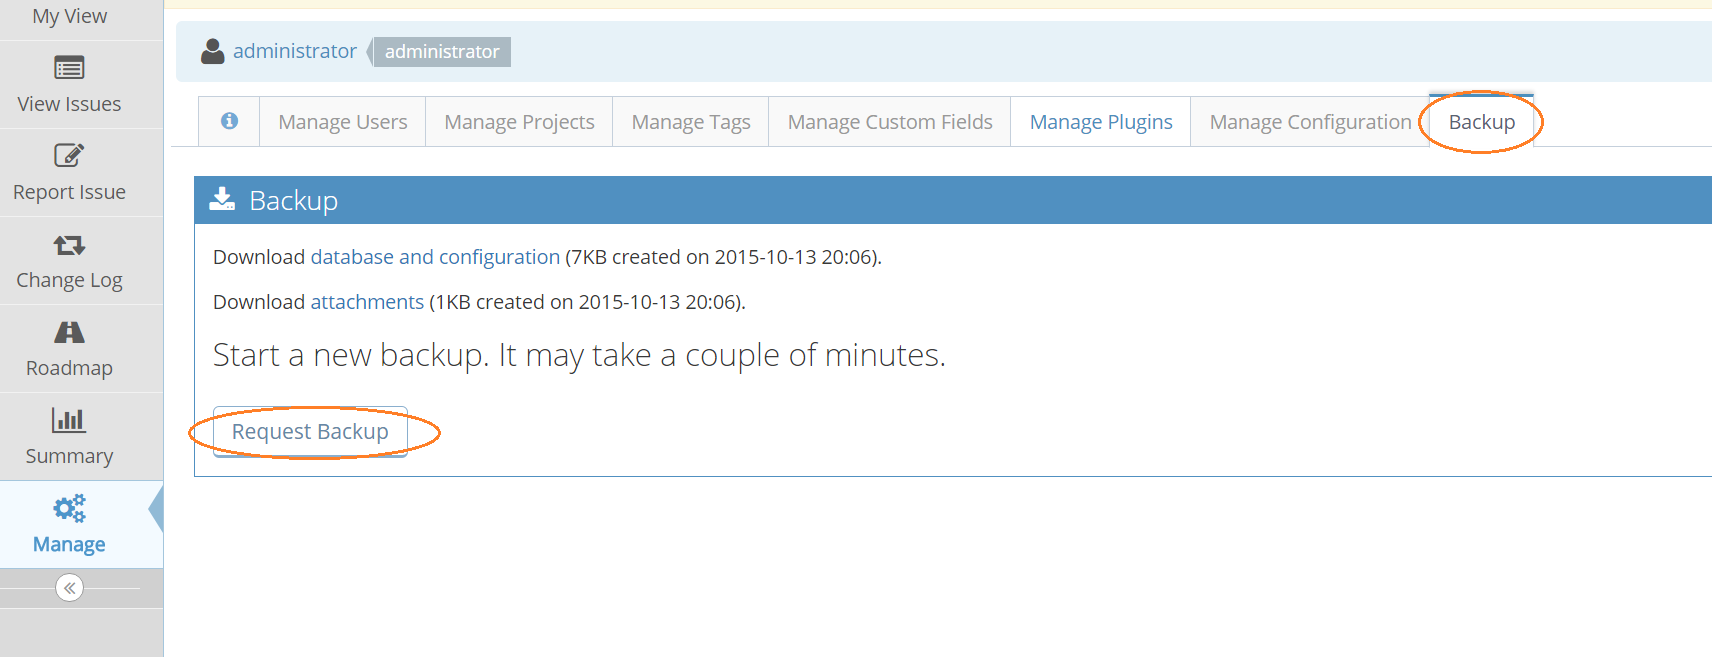 My View
View Issues
Report Issue
Change Log
Roadmap
Summary
Manage
administrator administrator
Manage Users Manage Projects Manage Tags Manage Custom Fields Manage Plugins Manage Configuration Backup
Backup
Download database and configuration (7KB created on 2015-10-13 20:06).
Download attachments (1KB created on 2015-10-13 20:06).
Start a new backup. It may take a couple of minutes.
Request Backup